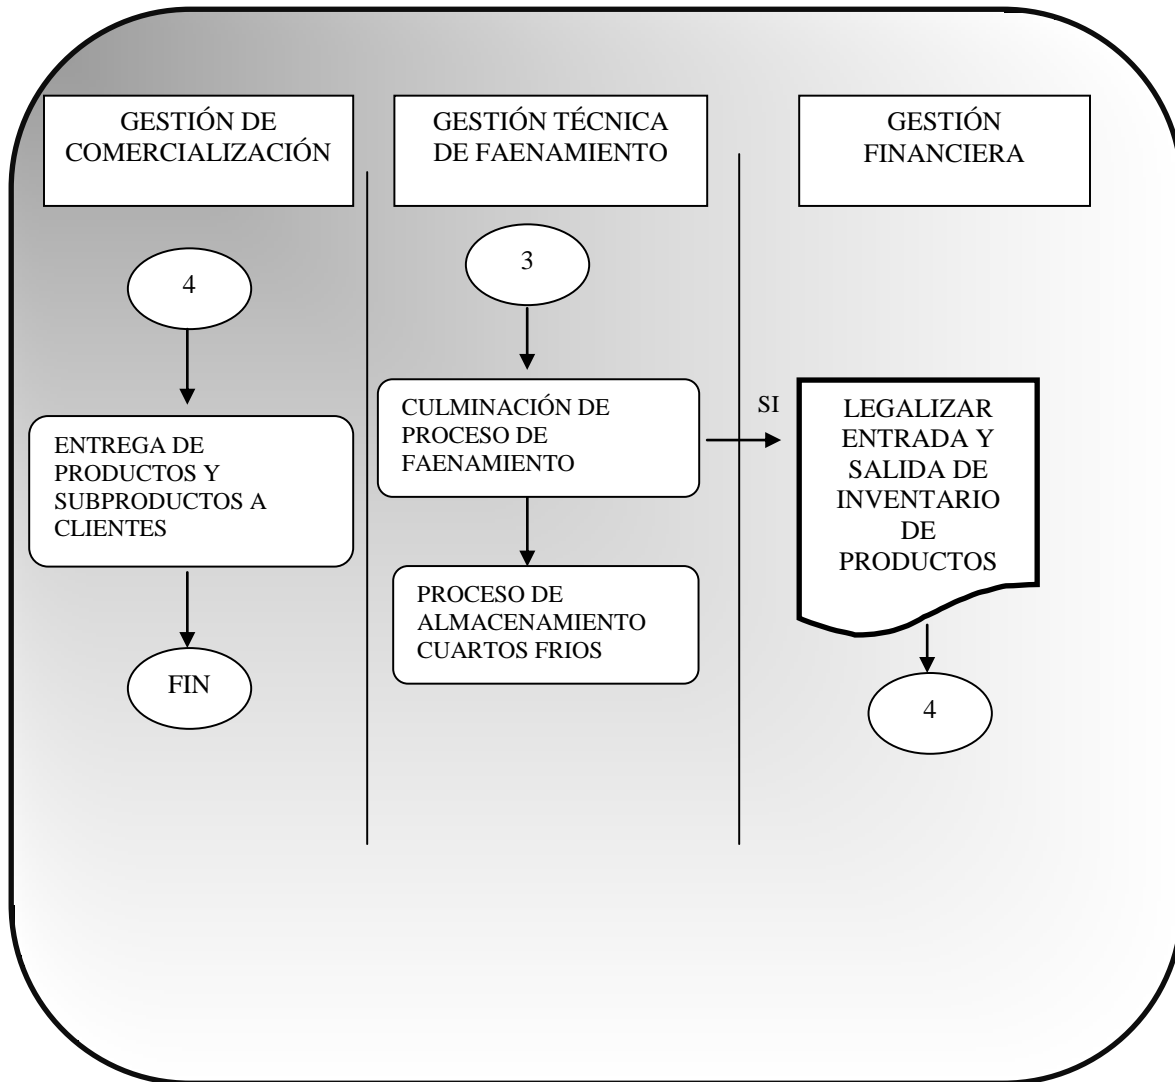 GESTIÓN DE
COMERCIALIZACIÓN
GESTIÓN TÉCNICA
DE FAENAMIENTO
GESTIÓN
FINANCIERA
4
ENTREGA DE
PRODUCTOS Y
SUBPRODUCTOS A
CLIENTES
FIN
3
CULMINACIÓN DE
PROCESO DE
FAENAMIENTO
PROCESO DE
ALMACENAMIENTO
CUARTOS FRIOS
SI
LEGALIZAR
ENTRADA Y
SALIDA DE
INVENTARIO
DE
PRODUCTOS
4